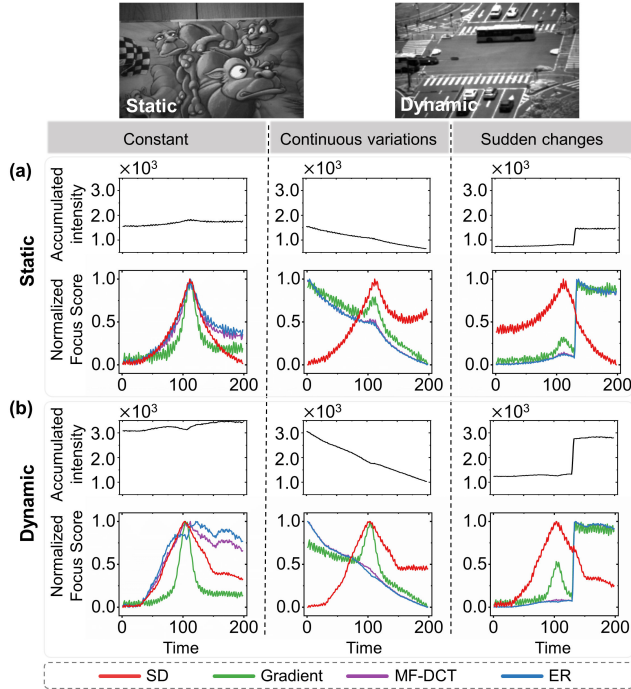 Static
Dynamic
Constant
Continuous variations
Sudden changes
(a)
Static
×10³
×10³
×10³
Accumulated
intensity
3.0
2.0
1.0
3.0
2.0
1.0
3.0
2.0
1.0
Normalized
Focus Score
1.0
0.5
0.0
1.0
0.5
0.0
1.0
0.5
0.0
0 100 200
0 100 200
0 100 200
(b)
Dynamic
×10³
×10³
×10³
Accumulated
intensity
3.0
2.0
1.0
3.0
2.0
1.0
3.0
2.0
1.0
Normalized
Focus Score
1.0
0.5
0.0
1.0
0.5
0.0
1.0
0.5
0.0
0 100 200
0 100 200
0 100 200
Time
Time
Time
SD
Gradient
MF-DCT
ER